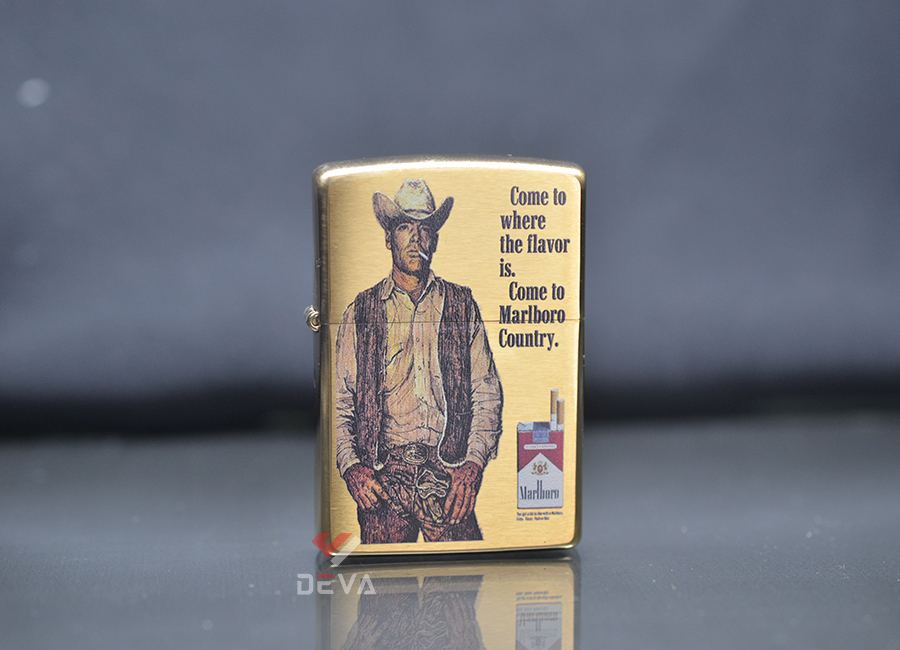 Come to
where
the flavor
is.
Come to
Marlboro
Country.
Marlboro
DEVA